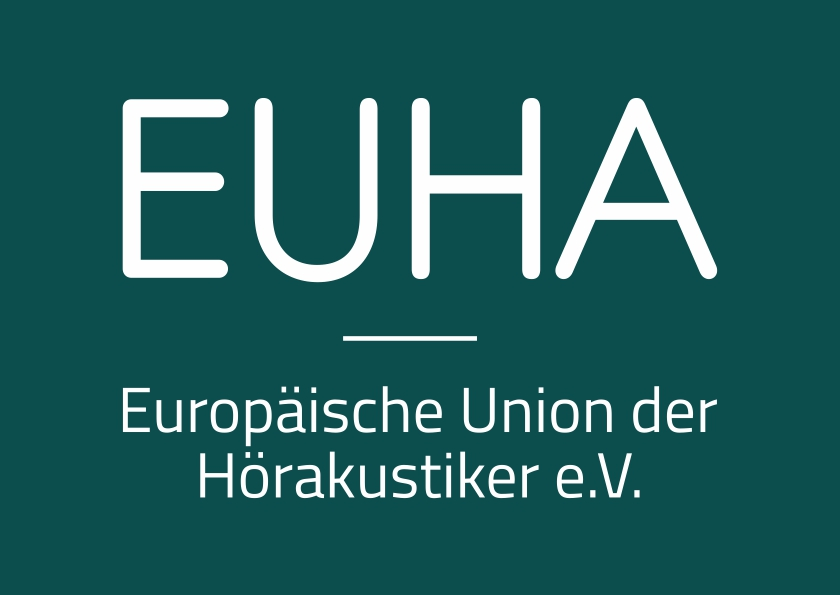 EUHA
Europäische Union der
Hörakustiker e.V.